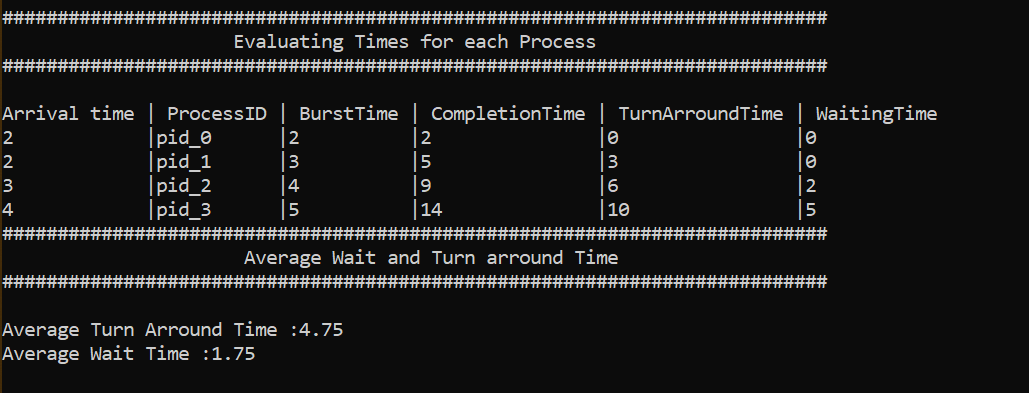 ###########################################################################
Evaluating Times for each Process
###########################################################################
Arrival time | ProcessID | BurstTime | CompletionTime | TurnArroundTime | WaitingTime
2 |pid_0 |2 |2 |0 |0
2 |pid_1 |3 |5 |3 |0
3 |pid_2 |4 |9 |6 |2
4 |pid_3 |5 |14 |10 |5
###########################################################################
Average Wait and Turn arround Time
###########################################################################
Average Turn Arround Time :4.75
Average Wait Time :1.75